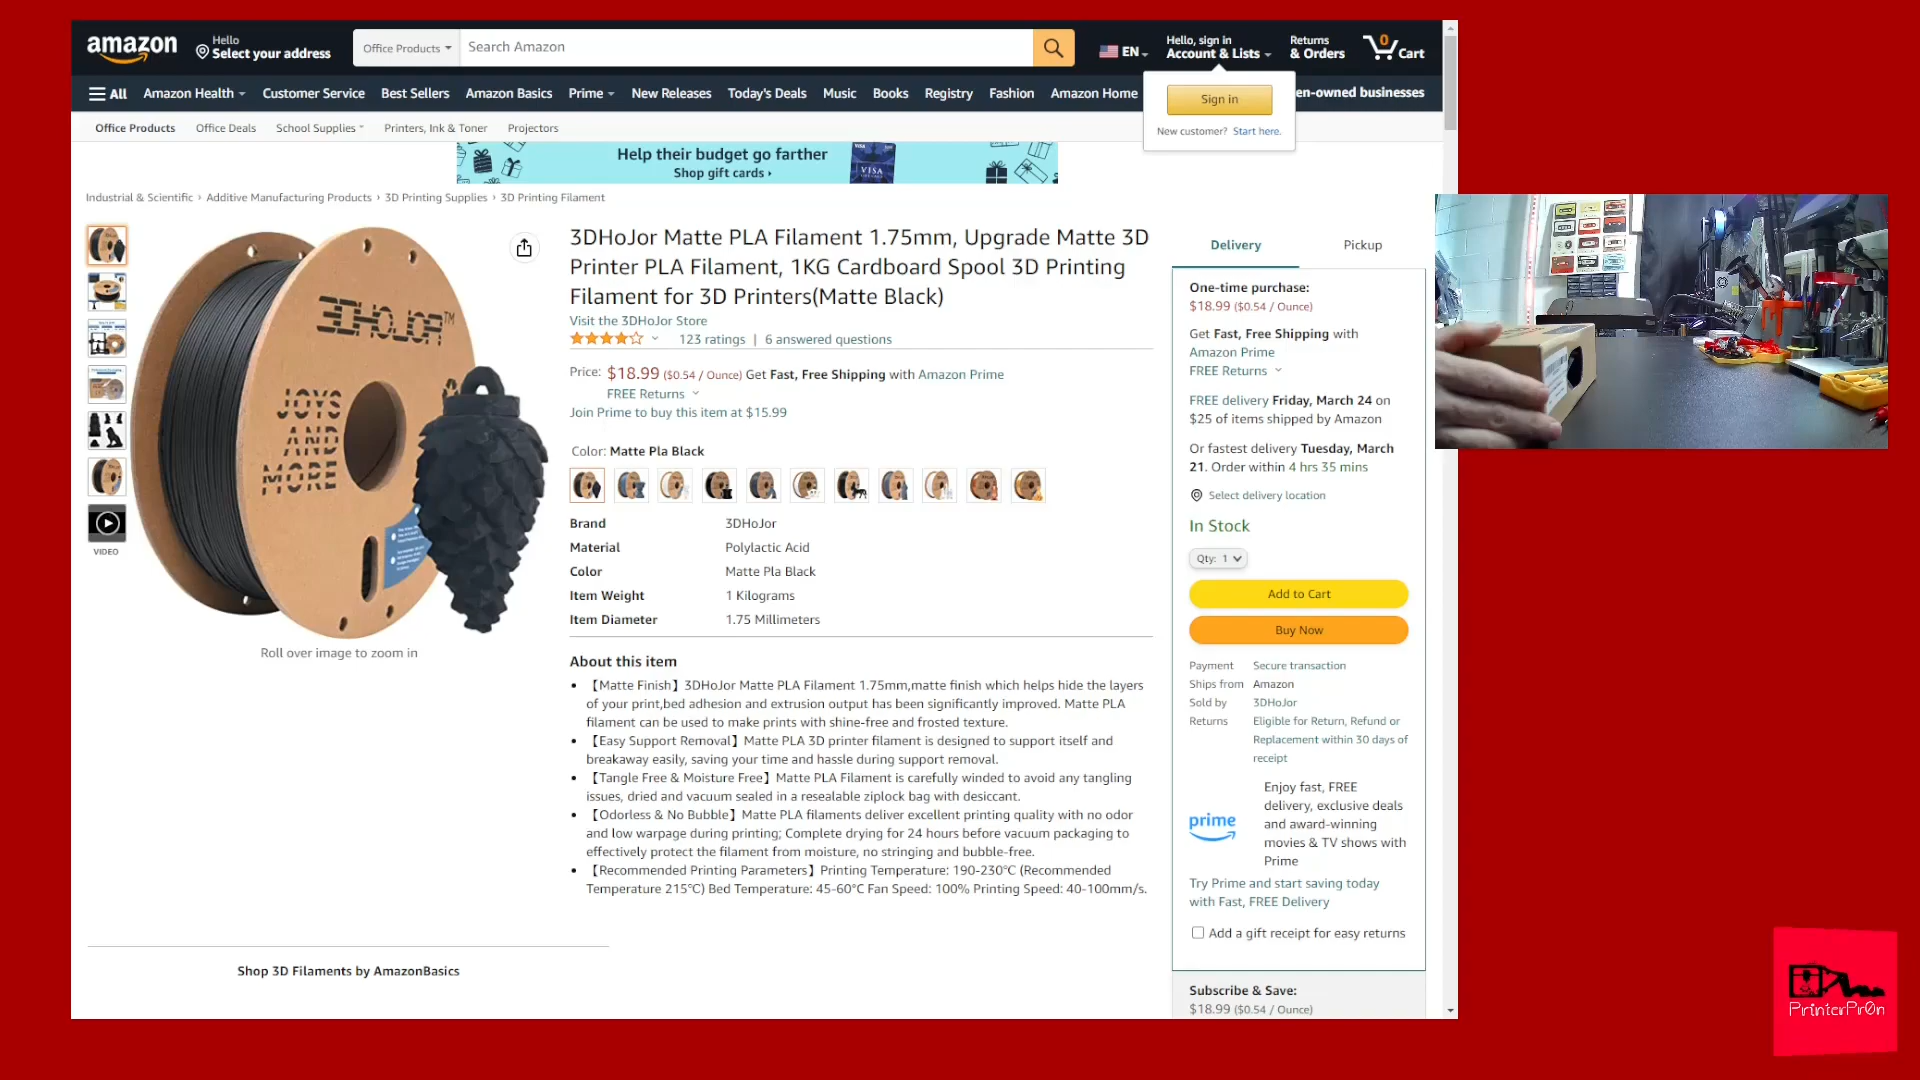 amazon
Hello
Select your address
Office Products
Search Amazon
EN
Hello, sign in
Account & Lists
Returns
& Orders
0
Cart
All
Amazon Health
Customer Service
Best Sellers
Amazon Basics
Prime
New Releases
Today's Deals
Music
Books
Registry
Fashion
Amazon Home
en-owned businesses
Sign in
New customer? Start here.
Office Products
Office Deals
School Supplies
Printers, Ink & Toner
Projectors
Help their budget go farther
Shop gift cards ›
VISA
Industrial & Scientific › Additive Manufacturing Products › 3D Printing Supplies › 3D Printing Filament
3DHOJOR™
JOYS
AND
MORE
VIDEO
Roll over image to zoom in
3DHoJor Matte PLA Filament 1.75mm, Upgrade Matte 3D
Printer PLA Filament, 1KG Cardboard Spool 3D Printing
Filament for 3D Printers(Matte Black)
Visit the 3DHoJor Store
123 ratings | 6 answered questions
Price: $18.99 ($0.54 / Ounce) Get Fast, Free Shipping with Amazon Prime
FREE Returns
Join Prime to buy this item at $15.99
Color: Matte Pla Black
Brand 3DHoJor
Material Polylactic Acid
Color Matte Pla Black
Item Weight 1 Kilograms
Item Diameter 1.75 Millimeters
About this item
• 【Matte Finish】3DHoJor Matte PLA Filament 1.75mm,matte finish which helps hide the layers
of your print,bed adhesion and extrusion output has been significantly improved. Matte PLA
filament can be used to make prints with shine-free and frosted texture.
• 【Easy Support Removal】Matte PLA 3D printer filament is designed to support itself and
breakaway easily, saving your time and hassle during support removal.
• 【Tangle Free & Moisture Free】Matte PLA Filament is carefully winded to avoid any tangling
issues, dried and vacuum sealed in a resealable ziplock bag with desiccant.
• 【Odorless & No Bubble】Matte PLA filaments deliver excellent printing quality with no odor
and low warpage during printing; Complete drying for 24 hours before vacuum packaging to
effectively protect the filament from moisture, no stringing and bubble-free.
• 【Recommended Printing Parameters】Printing Temperature: 190-230℃ (Recommended
Temperature 215℃) Bed Temperature: 45-60°C Fan Speed: 100% Printing Speed: 40-100mm/s.
Shop 3D Filaments by AmazonBasics
Delivery
Pickup
One-time purchase:
$18.99 ($0.54 / Ounce)
Get Fast, Free Shipping with
Amazon Prime
FREE Returns
FREE delivery Friday, March 24 on
$25 of items shipped by Amazon
Or fastest delivery Tuesday, March
21. Order within 4 hrs 35 mins
Select delivery location
In Stock
Qty: 1
Add to Cart
Buy Now
Payment Secure transaction
Ships from Amazon
Sold by 3DHoJor
Returns Eligible for Return, Refund or
Replacement within 30 days of
receipt
prime
Enjoy fast, FREE
delivery, exclusive deals
and award-winning
movies & TV shows with
Prime
Try Prime and start saving today
with Fast, FREE Delivery
Add a gift receipt for easy returns
Subscribe & Save:
$18.99 ($0.54 / Ounce)
PrinterPr0n